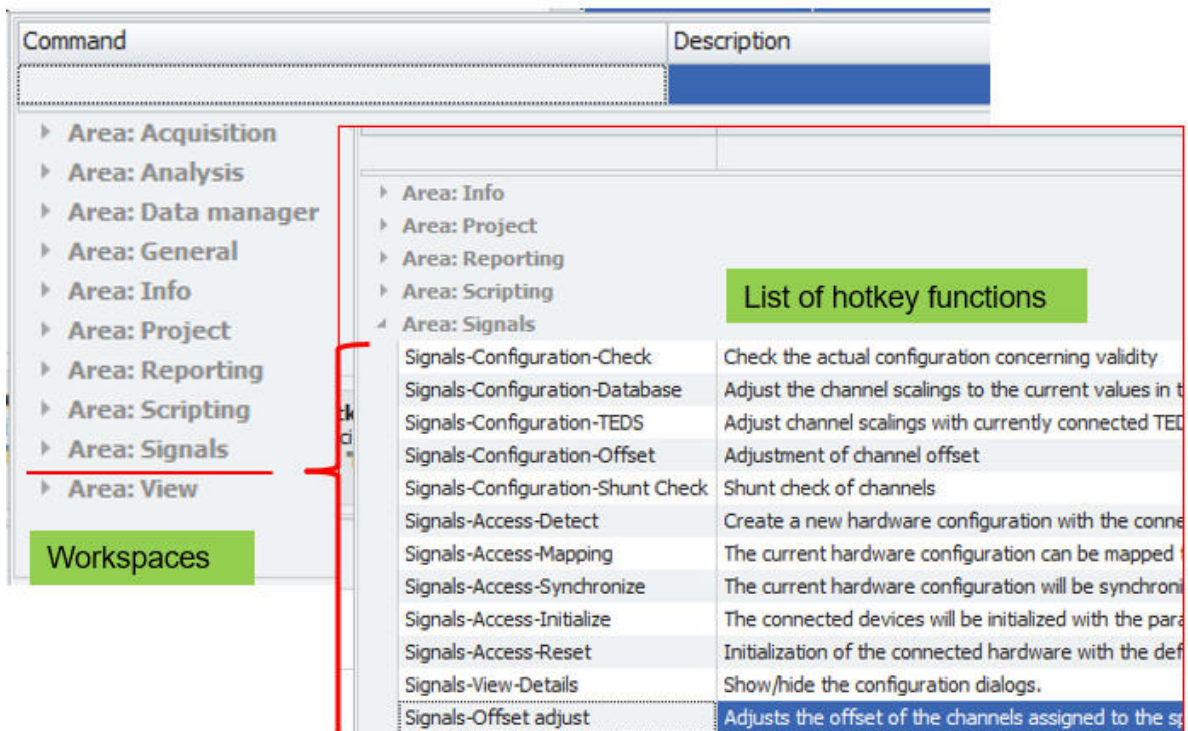 Command Description
Area: Acquisition
Area: Analysis
Area: Data manager
Area: General
Area: Info
Area: Project
Area: Reporting
Area: Scripting
Area: Signals
Area: View
Workspaces
Area: Info
Area: Project
Area: Reporting
Area: Scripting
List of hotkey functions
Area: Signals
Signals-Configuration-Check Check the actual configuration concerning validity
Signals-Configuration-Database Adjust the channel scalings to the current values in
Signals-Configuration-TEDS Adjust channel scalings with currently connected
Signals-Configuration-Offset Adjustment of channel offset
Signals-Configuration-Shunt Check Shunt check of channels
Signals-Access-Detect Create a new hardware configuration with the
Signals-Access-Mapping The current hardware configuration can be mapped
Signals-Access-Synchronize The current hardware configuration will be
Signals-Access-Initialize The connected devices will be initialized with the
Signals-Access-Reset Initialization of the connected hardware with the
Signals-View-Details Show/hide the configuration dialogs.
Signals-Offset adjust Adjusts the offset of the channels assigned to the